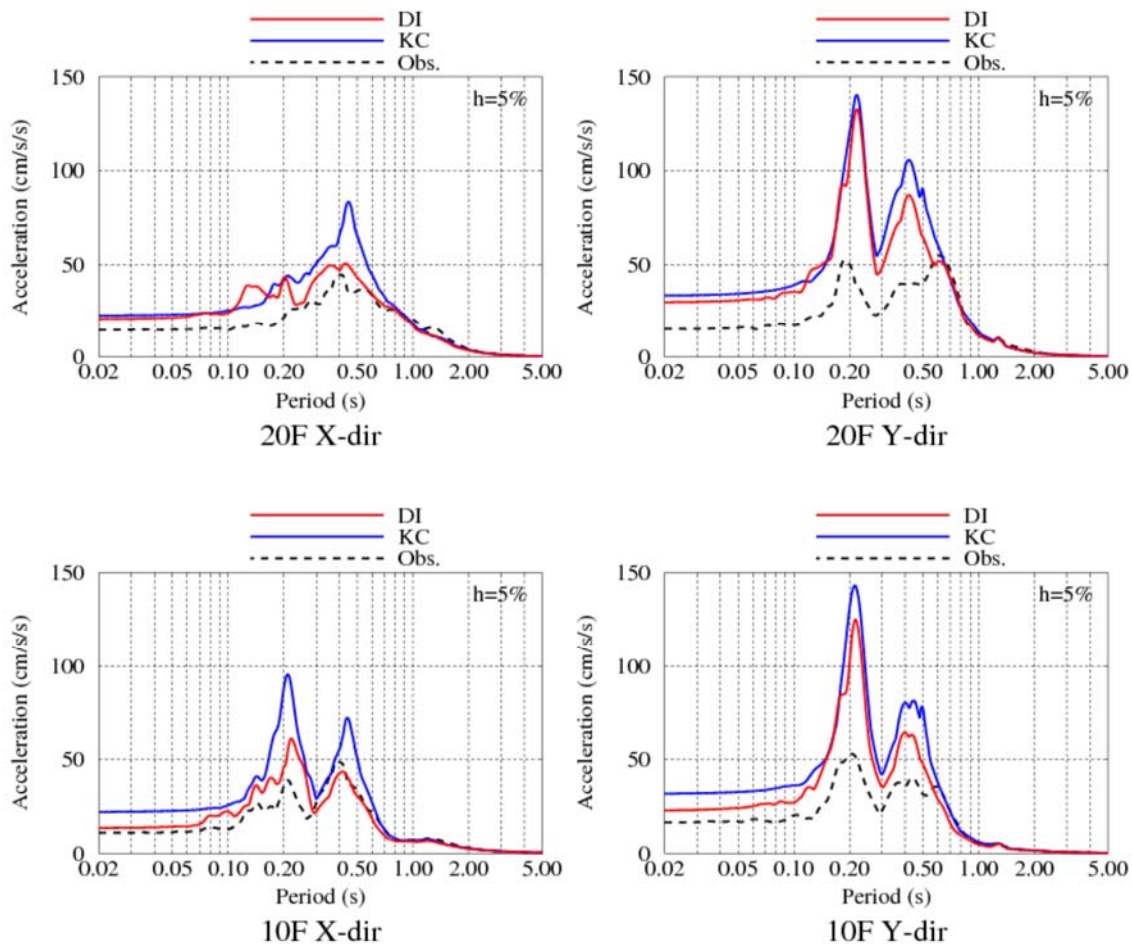 DI
KC
Obs.
h=5%
150
100
50
0
Acceleration (cm/s/s)
0.02 0.05 0.10 0.20 0.50 1.00 2.00 5.00
Period (s)
20F X-dir
DI
KC
Obs.
h=5%
150
100
50
0
Acceleration (cm/s/s)
0.02 0.05 0.10 0.20 0.50 1.00 2.00 5.00
Period (s)
20F Y-dir
DI
KC
Obs.
h=5%
150
100
50
0
Acceleration (cm/s/s)
0.02 0.05 0.10 0.20 0.50 1.00 2.00 5.00
Period (s)
10F X-dir
DI
KC
Obs.
h=5%
150
100
50
0
Acceleration (cm/s/s)
0.02 0.05 0.10 0.20 0.50 1.00 2.00 5.00
Period (s)
10F Y-dir